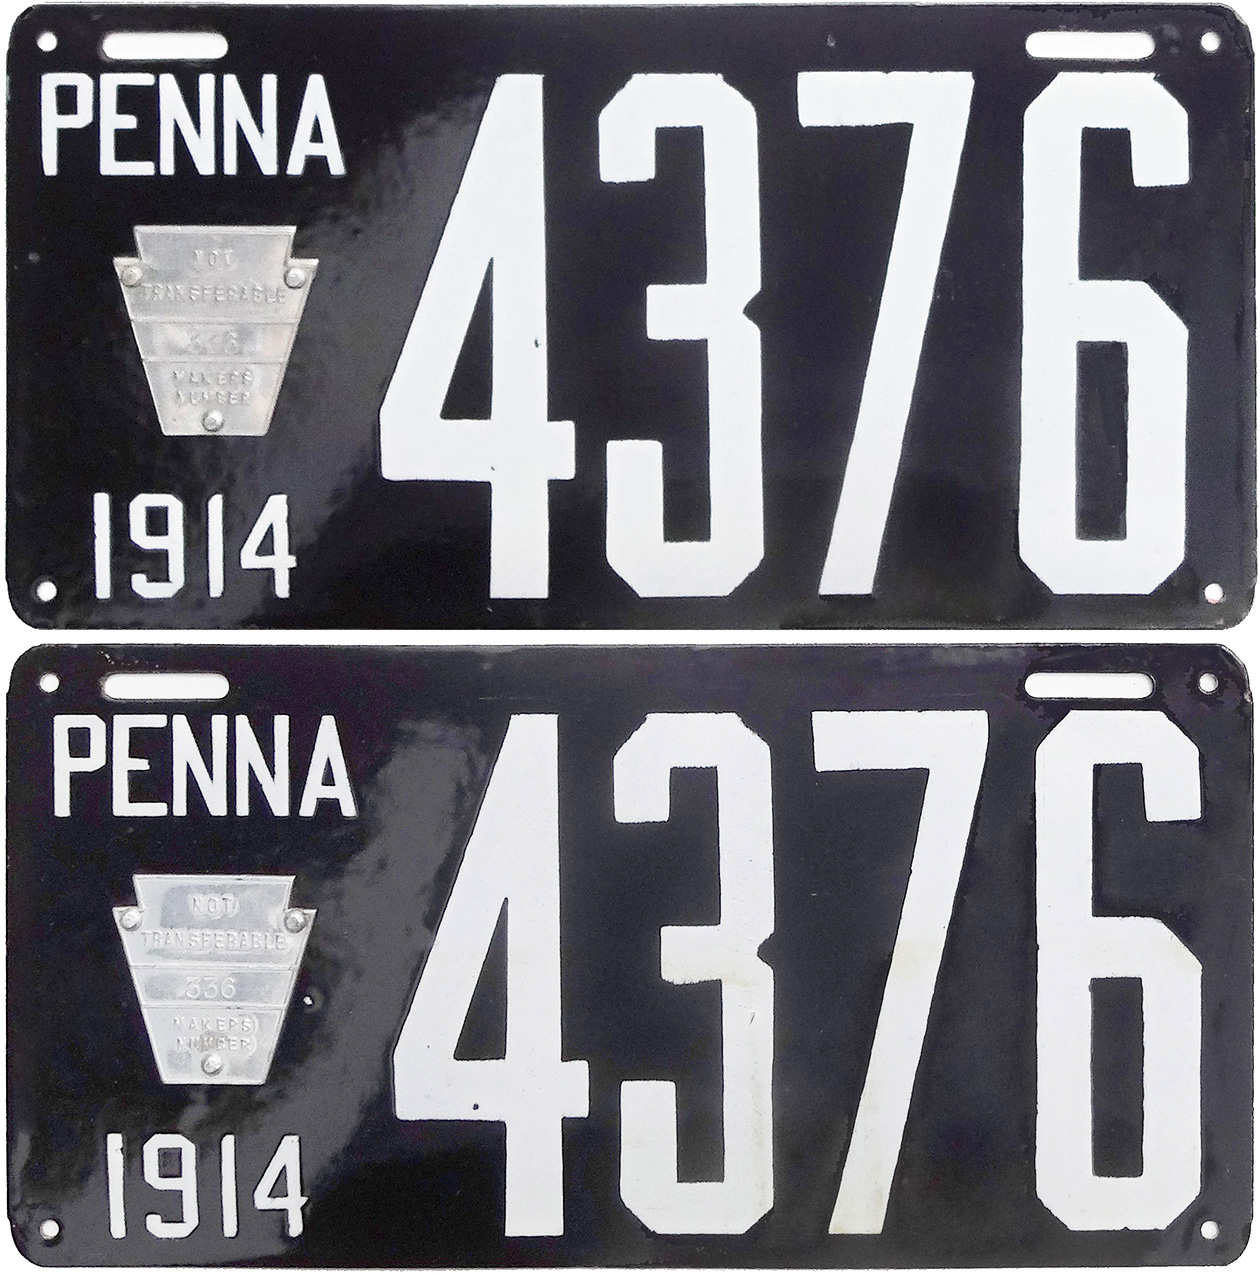 PENNA
4376
NOT
TRANSFERABLE
336
MAKERS
NUMBER
1914
PENNA
4376
NOT
TRANSFERABLE
336
MAKERS
NUMBER
1914